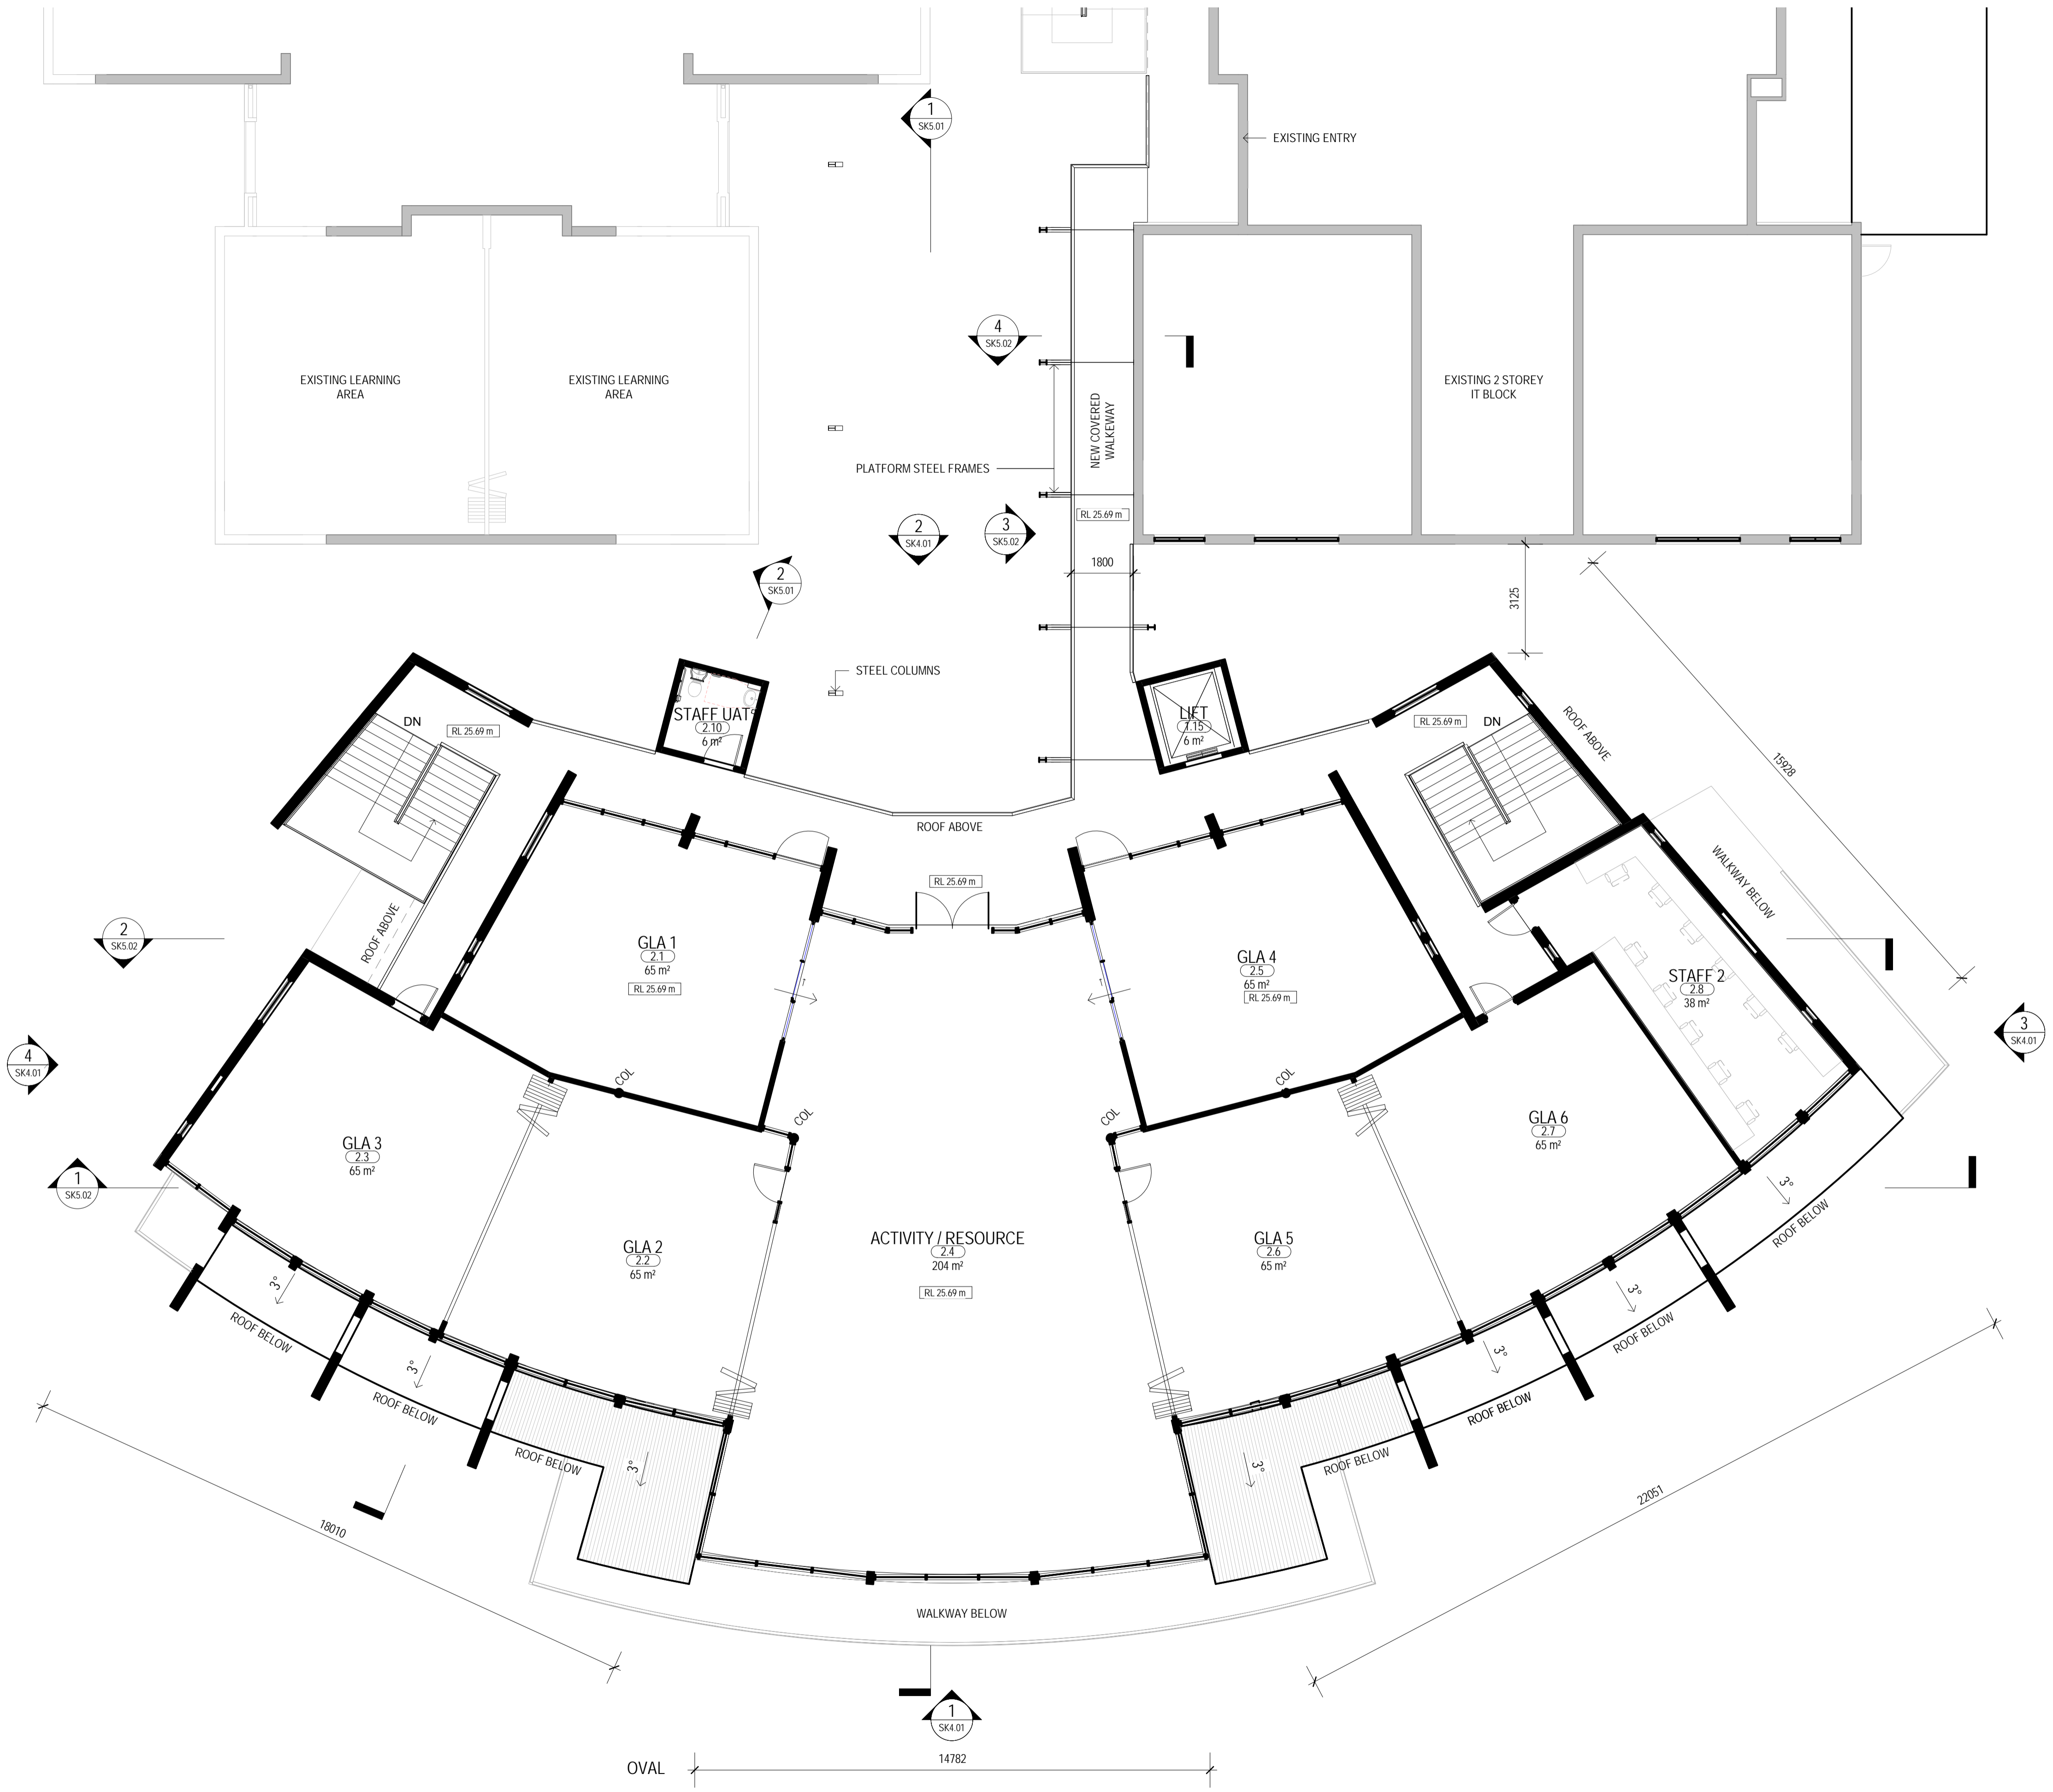 1
SK5.01
EXISTING ENTRY
4
SK5.02
EXISTING LEARNING
AREA
EXISTING LEARNING
AREA
EXISTING 2 STOREY
IT BLOCK
NEW COVERED
WALKEWAY
PLATFORM STEEL FRAMES
RL 25.69 m
2
SK4.01
3
SK5.02
1800
2
SK5.01
3125
STEEL COLUMNS
DN
RL 25.69 m
STAFF UAT
2.10
6 m²
LIFT
1.15
6 m²
RL 25.69 m
DN
ROOF ABOVE
15928
ROOF ABOVE
WALKWAY BELOW
RL 25.69 m
2
SK5.02
ROOF ABOVE
GLA 1
2.1
65 m²
RL 25.69 m
GLA 4
2.5
65 m²
RL 25.69 m
STAFF 2
2.8
38 m²
3
SK4.01
4
SK4.01
COL
COL
COL
COL
GLA 3
2.3
65 m²
GLA 6
2.7
65 m²
1
SK5.02
3°
ROOF BELOW
GLA 2
2.2
65 m²
ACTIVITY / RESOURCE
2.4
204 m²
RL 25.69 m
GLA 5
2.6
65 m²
3°
ROOF BELOW
3°
ROOF BELOW
3°
ROOF BELOW
3°
ROOF BELOW
3°
ROOF BELOW
3°
ROOF BELOW
3°
ROOF BELOW
18010
22051
WALKWAY BELOW
1
SK4.01
OVAL
14782